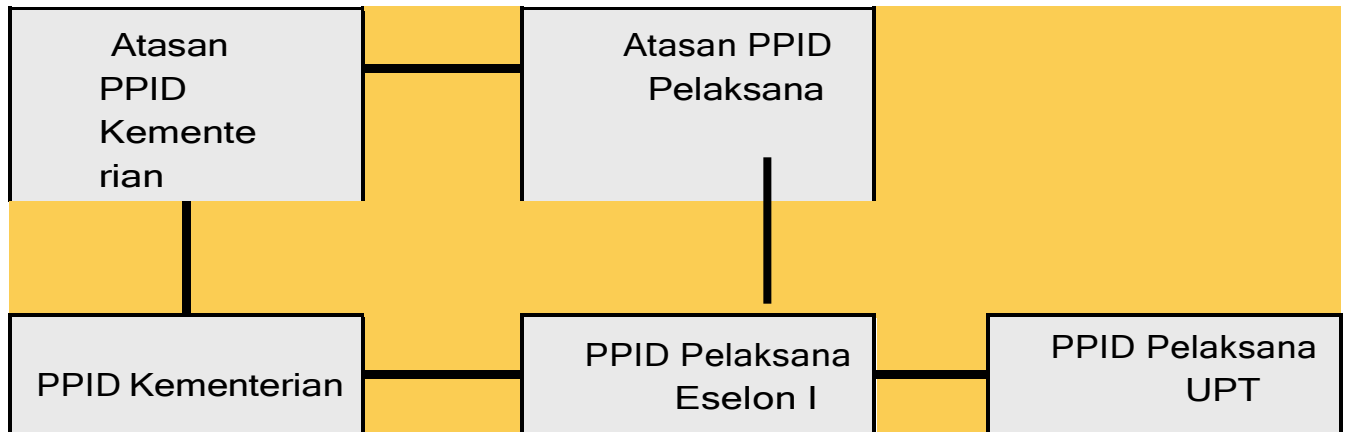 Atasan
PPID
Kemente
rian
Atasan PPID
Pelaksana
PPID Kementerian
PPID Pelaksana
Eselon I
PPID Pelaksana
UPT